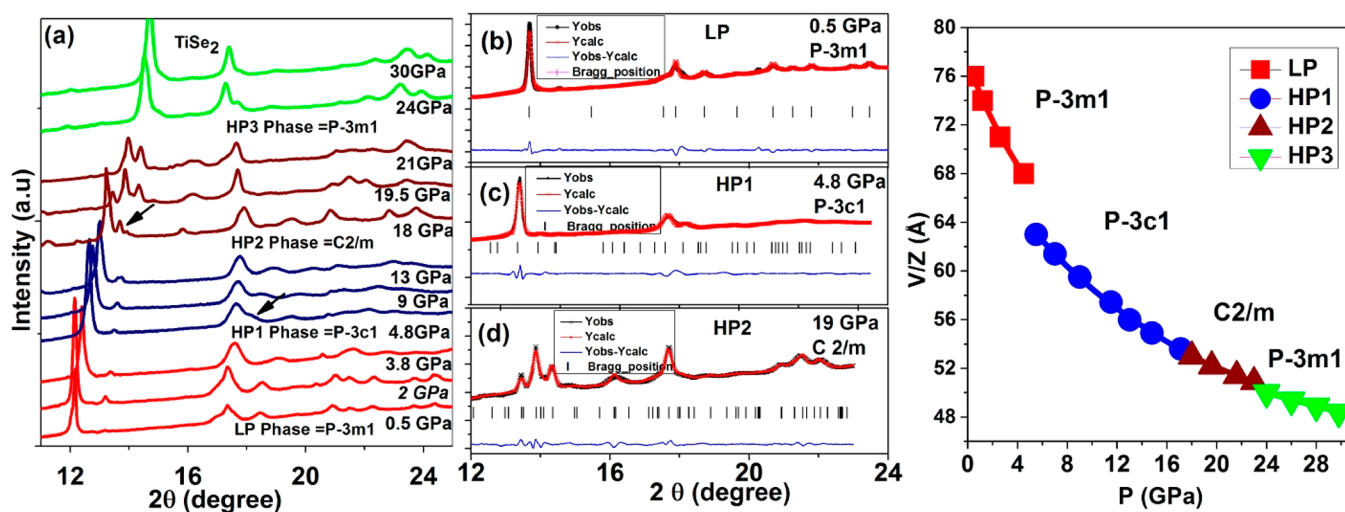 (a)
TiSe2
30GPa
24GPa
HP3 Phase =P-3m1
21GPa
19.5 GPa
18 GPa
HP2 Phase =C2/m
13 GPa
9 GPa
HP1 Phase =P-3c1
4.8GPa
3.8 GPa
2 GPa
LP Phase =P-3m1
0.5 GPa
Intensity (a.u)
12 16 20 24
2θ (degree)
(b)
Yobs
Ycalc
Yobs-Ycalc
Bragg_position
LP
0.5 GPa
P-3m1
(c)
Yobs
Ycalc
Yobs-Ycalc
Bragg_position
HP1
4.8 GPa
P-3c1
(d)
Yobs
Ycalc
Yobs-Ycalc
Bragg_position
HP2
19 GPa
C 2/m
12 14 16 18 20 22 24
2 θ (degree)
80
76
72
68
64
60
56
52
48
V/Z (Å)
P-3m1
P-3c1
C2/m
P-3m1
LP
HP1
HP2
HP3
0 4 8 12 16 20 24 28
P (GPa)